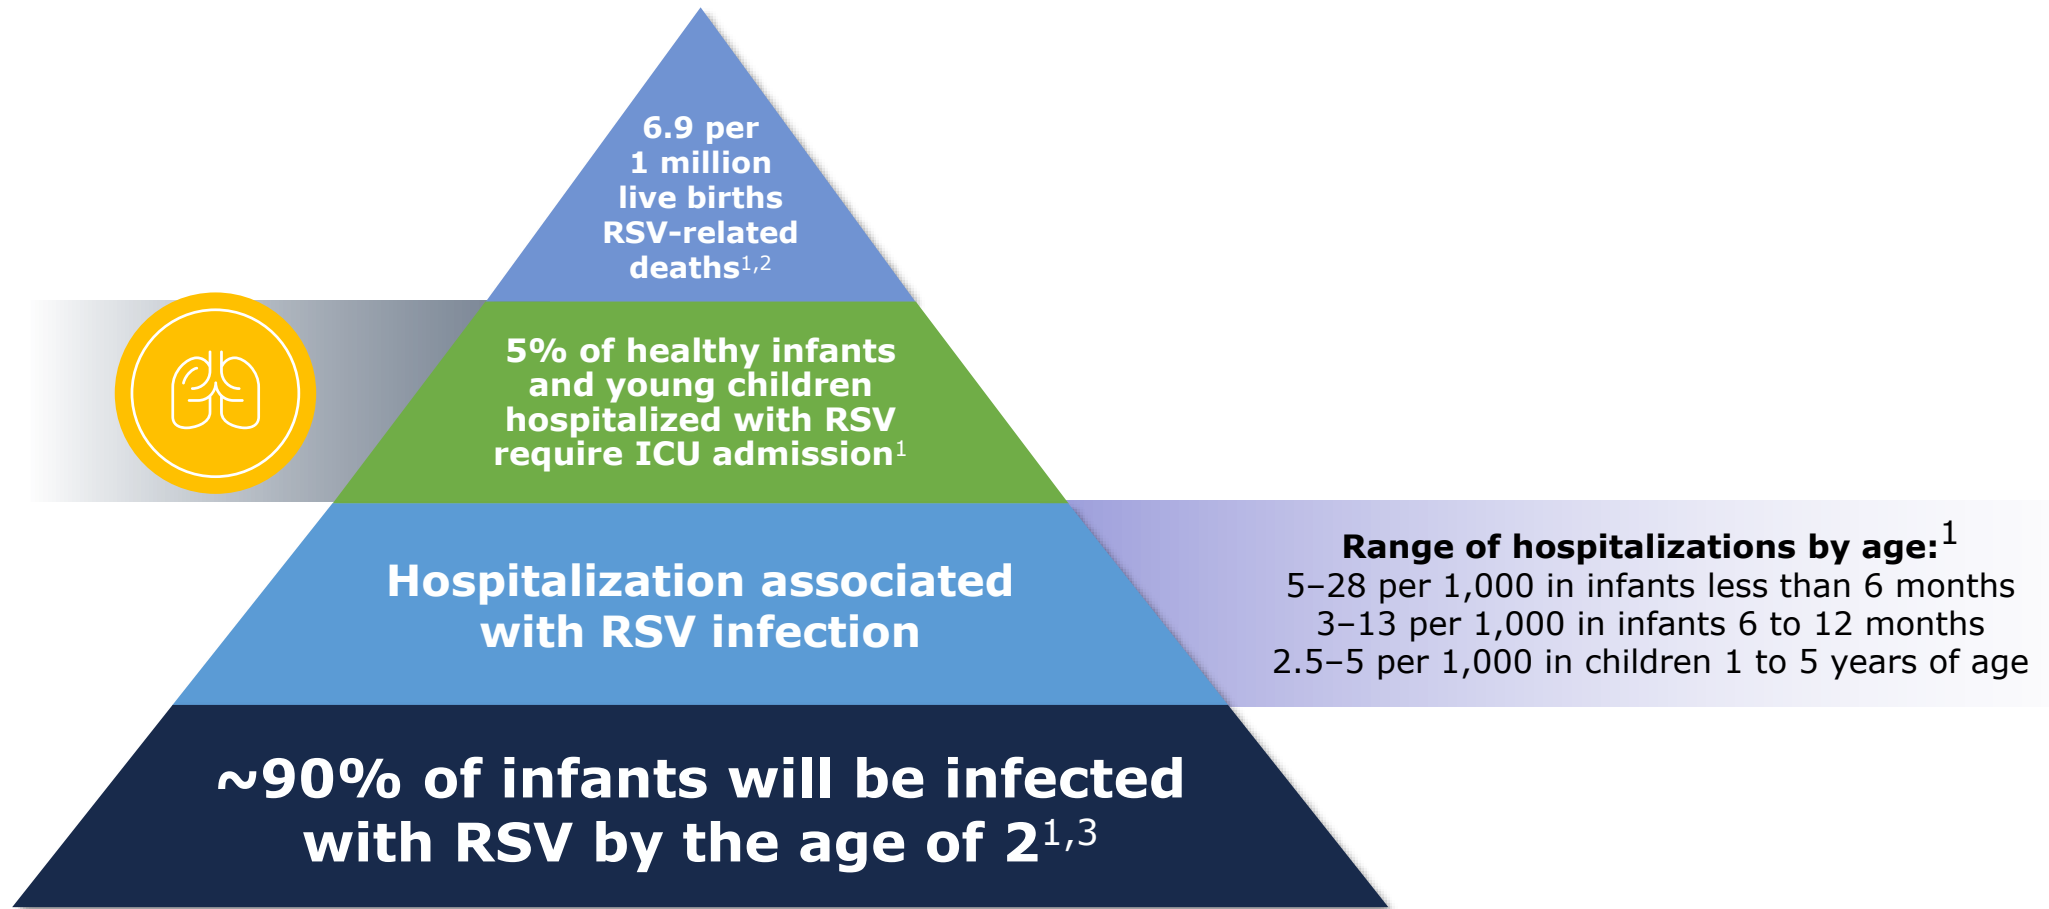 6.9 per
1 million
live births
RSV-related
deaths1,2
5% of healthy infants
and young children
hospitalized with RSV
require ICU admission1
Hospitalization associated
with RSV infection
Range of hospitalizations by age:1
5–28 per 1,000 in infants less than 6 months
3–13 per 1,000 in infants 6 to 12 months
2.5–5 per 1,000 in children 1 to 5 years of age
~90% of infants will be infected
with RSV by the age of 21,3